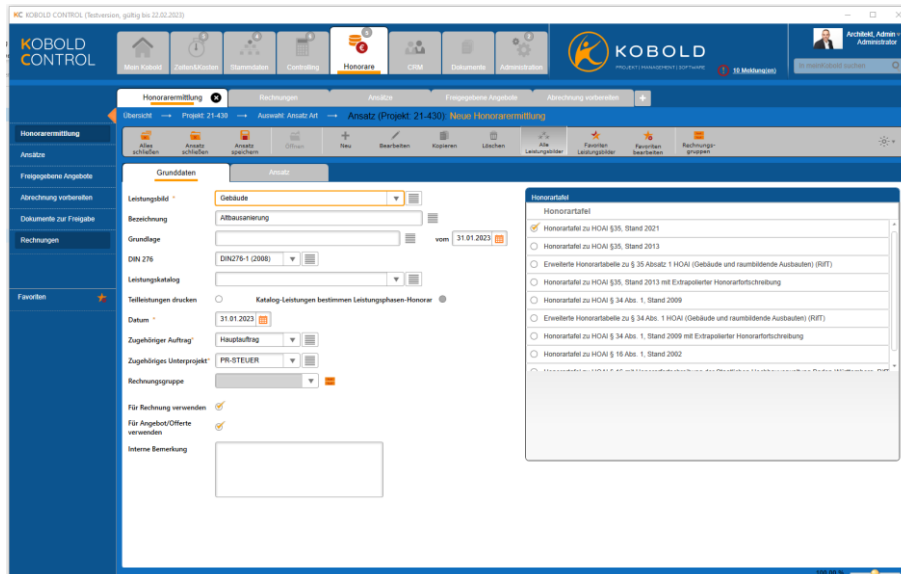 KC KOBOLD CONTROL (Testversion, gültig bis 22.02.2023)
KOBOLD
CONTROL
Mein Kobold
Zeiten&Kosten
Stammdaten
Controlling
Honorare
CRM
Dokumente
Administration
KOBOLD
PROJEKT | MANAGEMENT | SOFTWARE
10 Meldung(en)
Architekt, Admin
Administrator
In meinKobold suchen
Honorarermittlung
Rechnungen
Ansätze
Freigegebene Angebote
Abrechnung vorbereiten
Übersicht → Projekt: 21-430 → Auswahl: Ansatz Art → Ansatz (Projekt: 21-430): Neue Honorarermittlung
Honorarermittlung
Ansätze
Freigegebene Angebote
Abrechnung vorbereiten
Dokumente zur Freigabe
Rechnungen
Favoriten
Alles schließen
Ansatz schließen
Ansatz speichern
Öffnen
Neu
Bearbeiten
Kopieren
Löschen
Alle Leistungsbilder
Favoriten Leistungsbilder
Favoriten bearbeiten
Rechnungs-gruppen
Grunddaten
Ansatz
Leistungsbild * Gebäude
Bezeichnung Altbausanierung
Grundlage vom 31.01.2023
DIN 276 DIN276-1 (2008)
Leistungskatalog
Teilleistungen drucken Katalog-Leistungen bestimmen Leistungsphasen-Honorar
Datum * 31.01.2023
Zugehöriger Auftrag* Hauptauftrag
Zugehöriges Unterprojekt* PR-STEUER
Rechnungsgruppe
Für Rechnung verwenden
Für Angebot/Offerte
verwenden
Interne Bemerkung
Honorartafel
Honorartafel
Honorartafel zu HOAI §35, Stand 2021
Honorartafel zu HOAI §35, Stand 2013
Erweiterte Honorartabelle zu § 35 Absatz 1 HOAI (Gebäude und raumbildende Ausbauten) (RifT)
Honorartafel zu HOAI §35, Stand 2013 mit Extrapolierter Honorarfortschreibung
Honorartafel zu HOAI § 34 Abs. 1, Stand 2009
Erweiterte Honorartabelle zu § 34 Abs. 1 HOAI (Gebäude und raumbildende Ausbauten) (RifT)
Honorartafel zu HOAI § 34 Abs. 1, Stand 2009 mit Extrapolierter Honorarfortschreibung
Honorartafel zu HOAI § 16 Abs. 1, Stand 2002